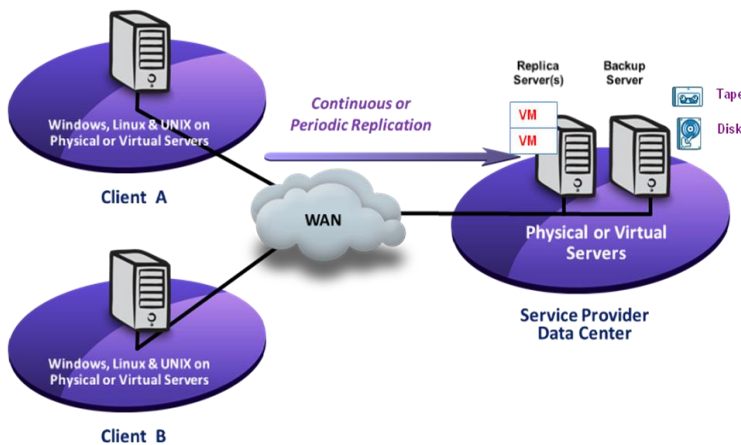 Windows, Linux & UNIX on
Physical or Virtual Servers
Client A
Continuous or
Periodic Replication
Replica
Server(s)
Backup
Server
VM
VM
Tape
Disk
WAN
Physical or Virtual
Servers
Service Provider
Data Center
Windows, Linux & UNIX on
Physical or Virtual Servers
Client B